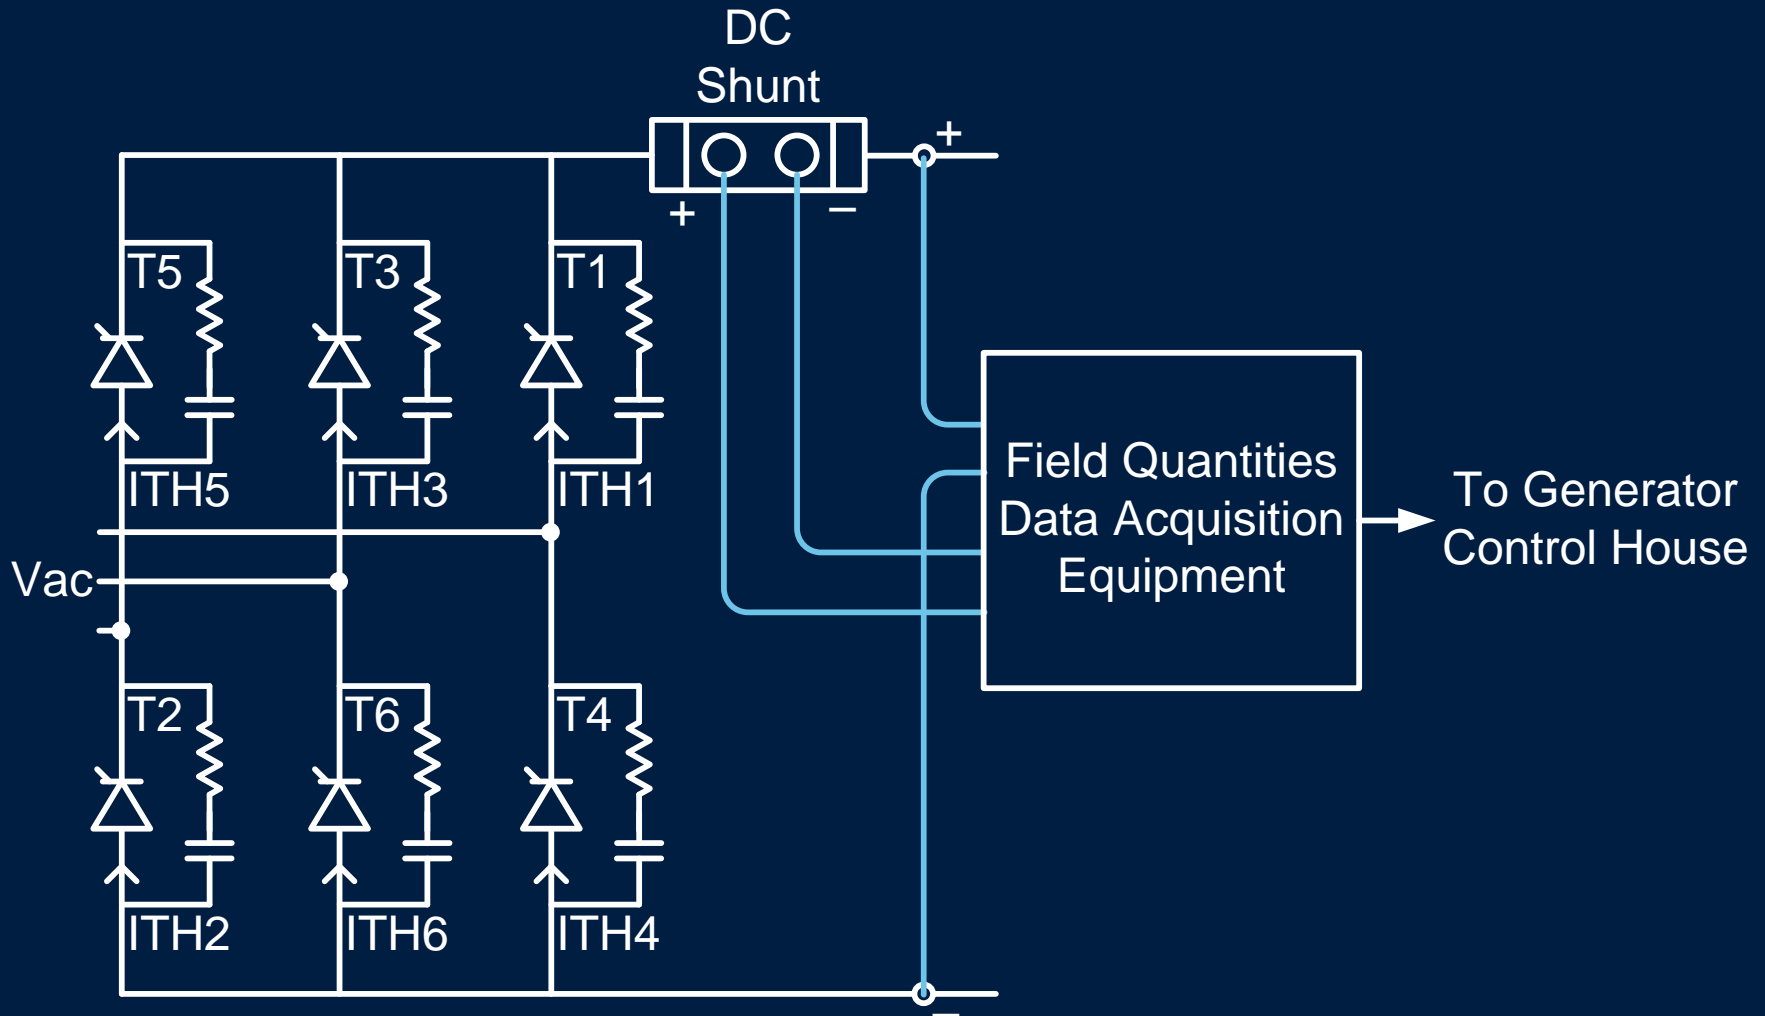 DC
Shunt
+
+
–
T5
T3
T1
ITH5
ITH3
ITH1
Field Quantities
Data Acquisition
Equipment
To Generator
Control House
Vac
T2
T6
T4
ITH2
ITH6
ITH4
–